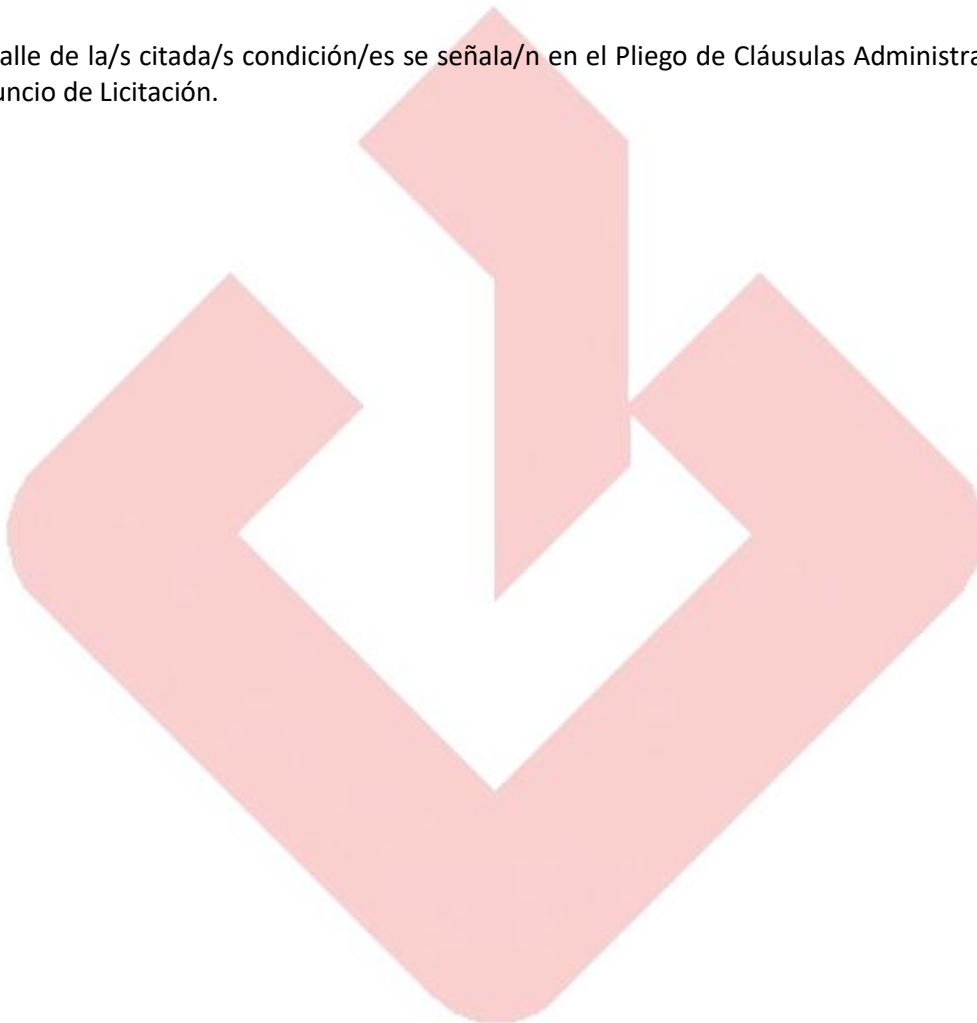 alle de la/s citada/s condición/es se señala/n en el Pliego de Cláusulas Administra
uncio de Licitación.